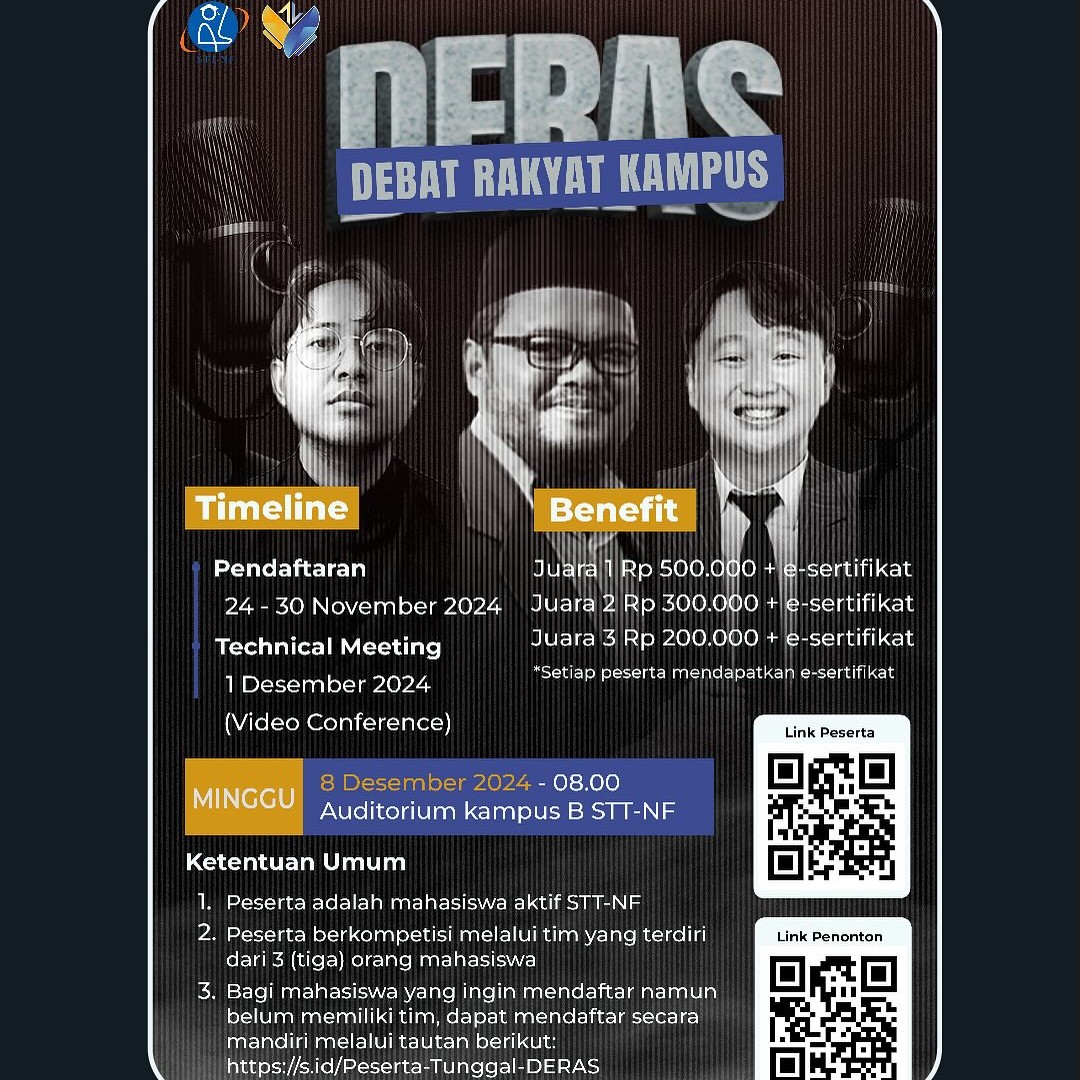 STT-NF
DERAS
DEBAT RAKYAT KAMPUS
Timeline
Pendaftaran
24 - 30 November 2024
Technical Meeting
1 Desember 2024
(Video Conference)
Benefit
Juara 1 Rp 500.000 + e-sertifikat
Juara 2 Rp 300.000 + e-sertifikat
Juara 3 Rp 200.000 + e-sertifikat
*Setiap peserta mendapatkan e-sertifikat
MINGGU
8 Desember 2024 - 08.00
Auditorium kampus B STT-NF
Link Peserta
Link Penonton
Ketentuan Umum
1. Peserta adalah mahasiswa aktif STT-NF
2. Peserta berkompetisi melalui tim yang terdiri
dari 3 (tiga) orang mahasiswa
3. Bagi mahasiswa yang ingin mendaftar namun
belum memiliki tim, dapat mendaftar secara
mandiri melalui tautan berikut:
https://s.id/Peserta-Tunggal-DERAS